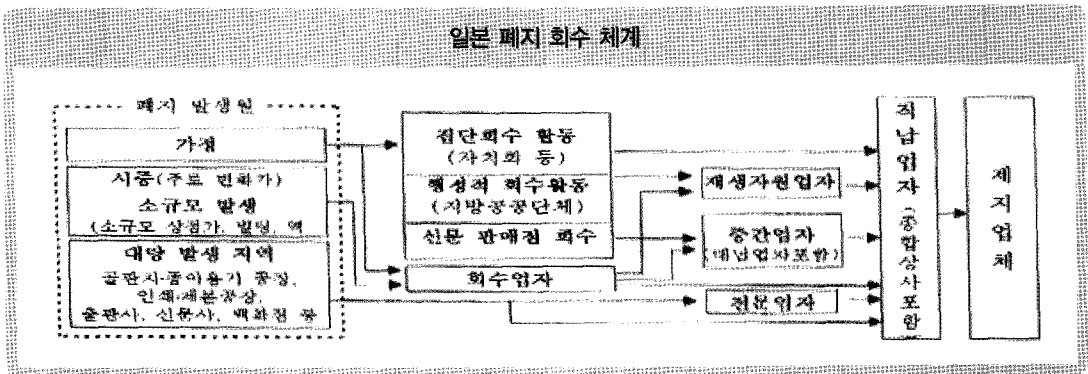 일본 폐지 회수 체계
폐지 발생원
가정
시중(주로 번화가)
소규모 발생
(소규모 상점가, 빌딩, 역
대량 발생 지역
골판지·종이용기 공장,
인쇄·제본공장,
출판사, 신문사, 백화점 등
집단회수 활동
(자치회 등)
행정적 회수활동
(지방공공단체)
신문 판매점 회수
회수업자
재생자원업자
중간업자
(대납업자포함)
전문업자
직납업자(종합상사포함
제지업체